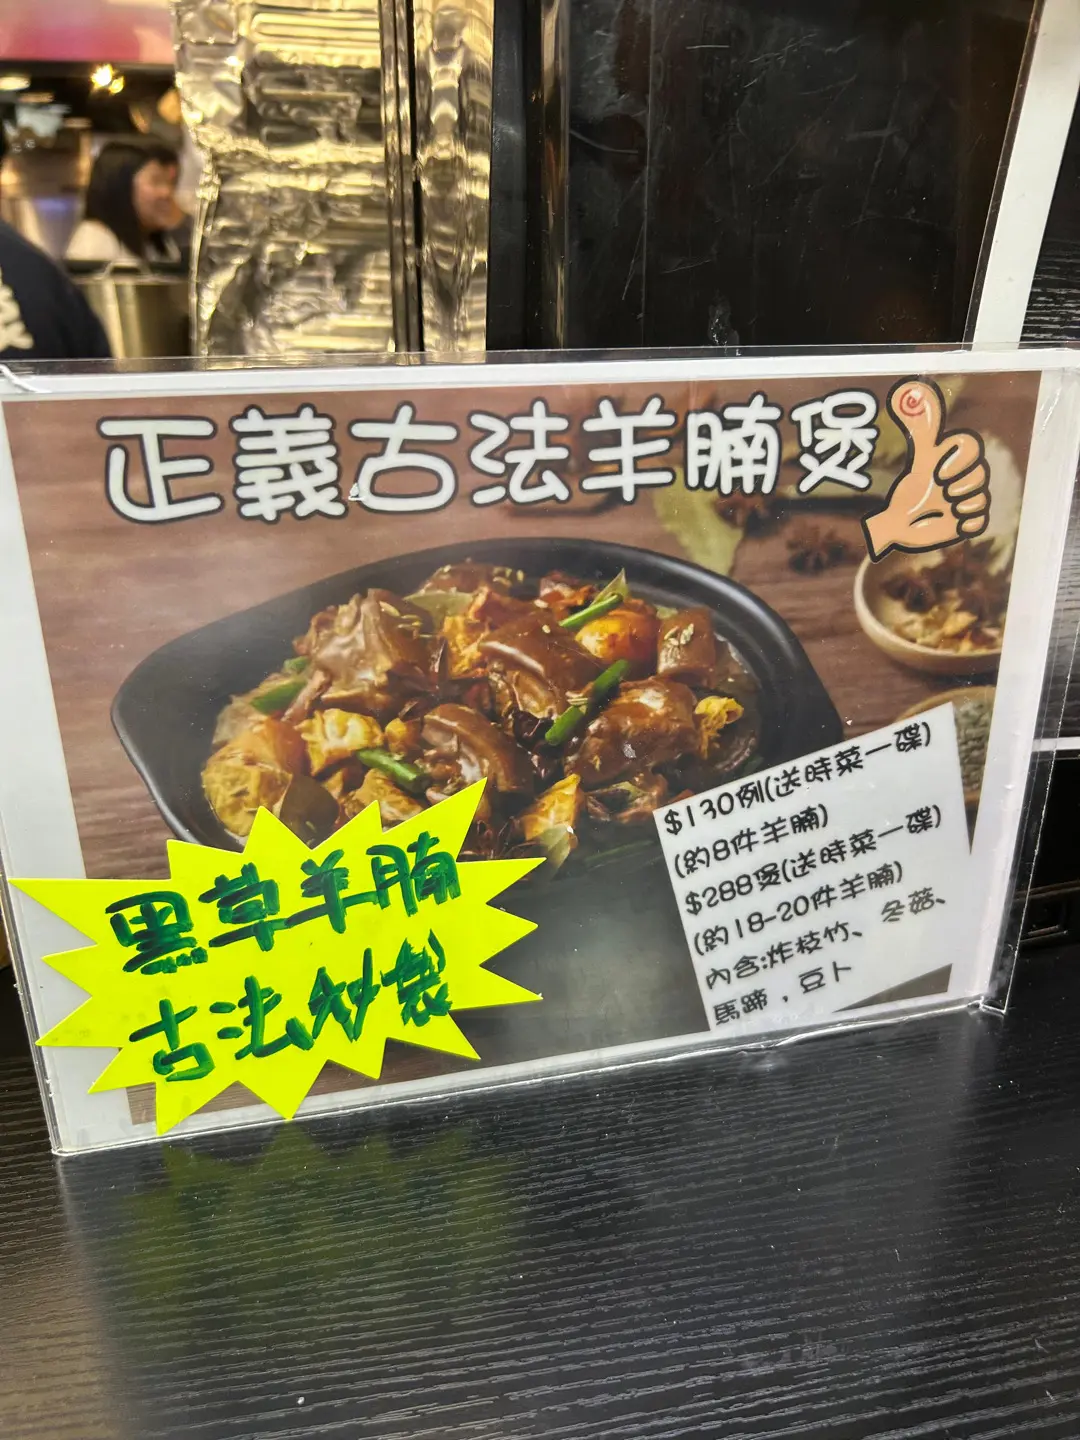 正義古法羊腩煲
$130例(送時菜一碟)
(約8件羊腩)
$288煲(送時菜一碟)
(約18-20件羊腩)
內含:炸枝竹、冬菇、
馬蹄，豆卜
黑草羊腩
古法炒製